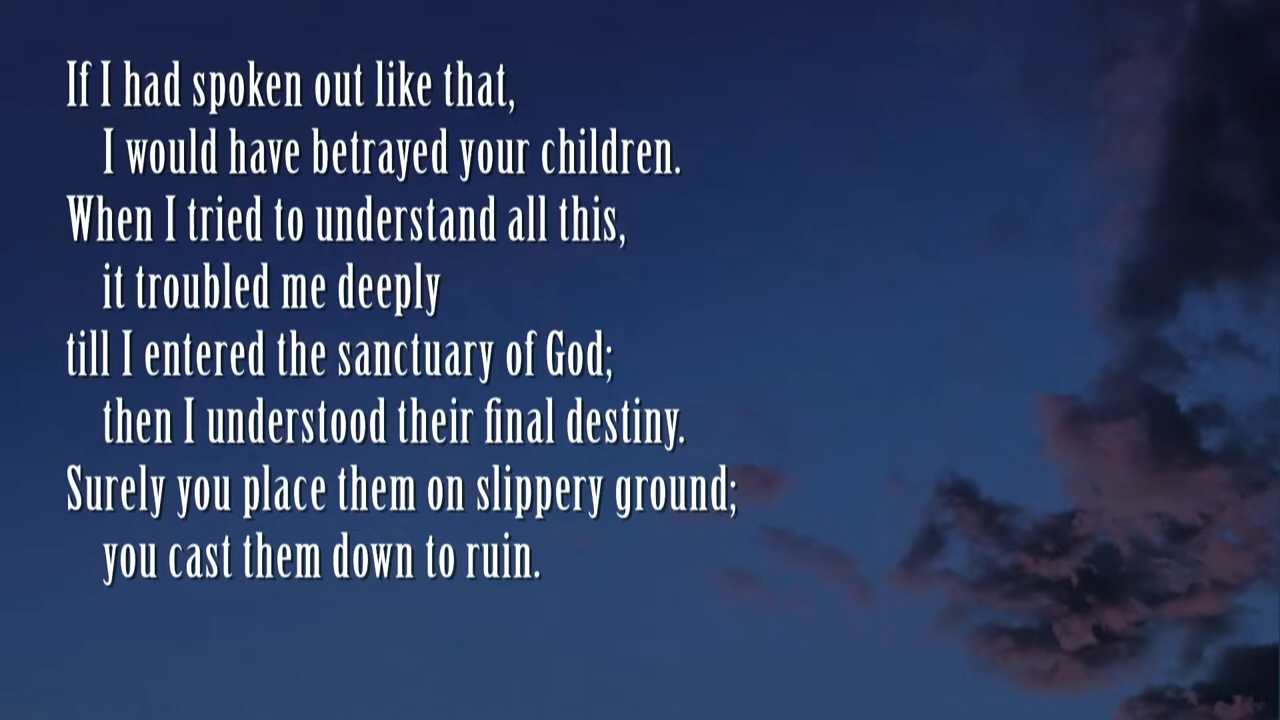 If I had spoken out like that,
I would have betrayed your children.
When I tried to understand all this,
it troubled me deeply
till I entered the sanctuary of God;
then I understood their final destiny.
Surely you place them on slippery ground;
you cast them down to ruin.